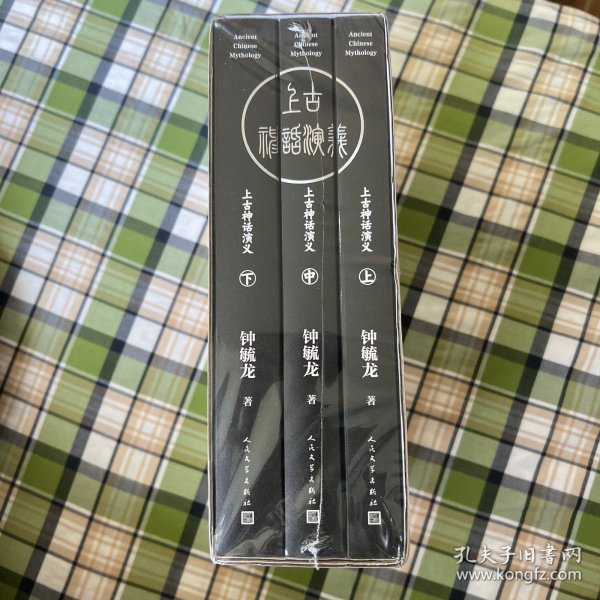 Ancient
Chinese
Mythology
Ancient
Chinese
Mythology
Ancient
Chinese
Mythology
上古
神話演義
上古神话演义
下
钟毓龙
著
人民文学出版社
上古神话演义
中
钟毓龙
著
人民文学出版社
上古神话演义
上
钟毓龙
著
人民文学出版社
孔夫子旧书网
www.kongfz.com